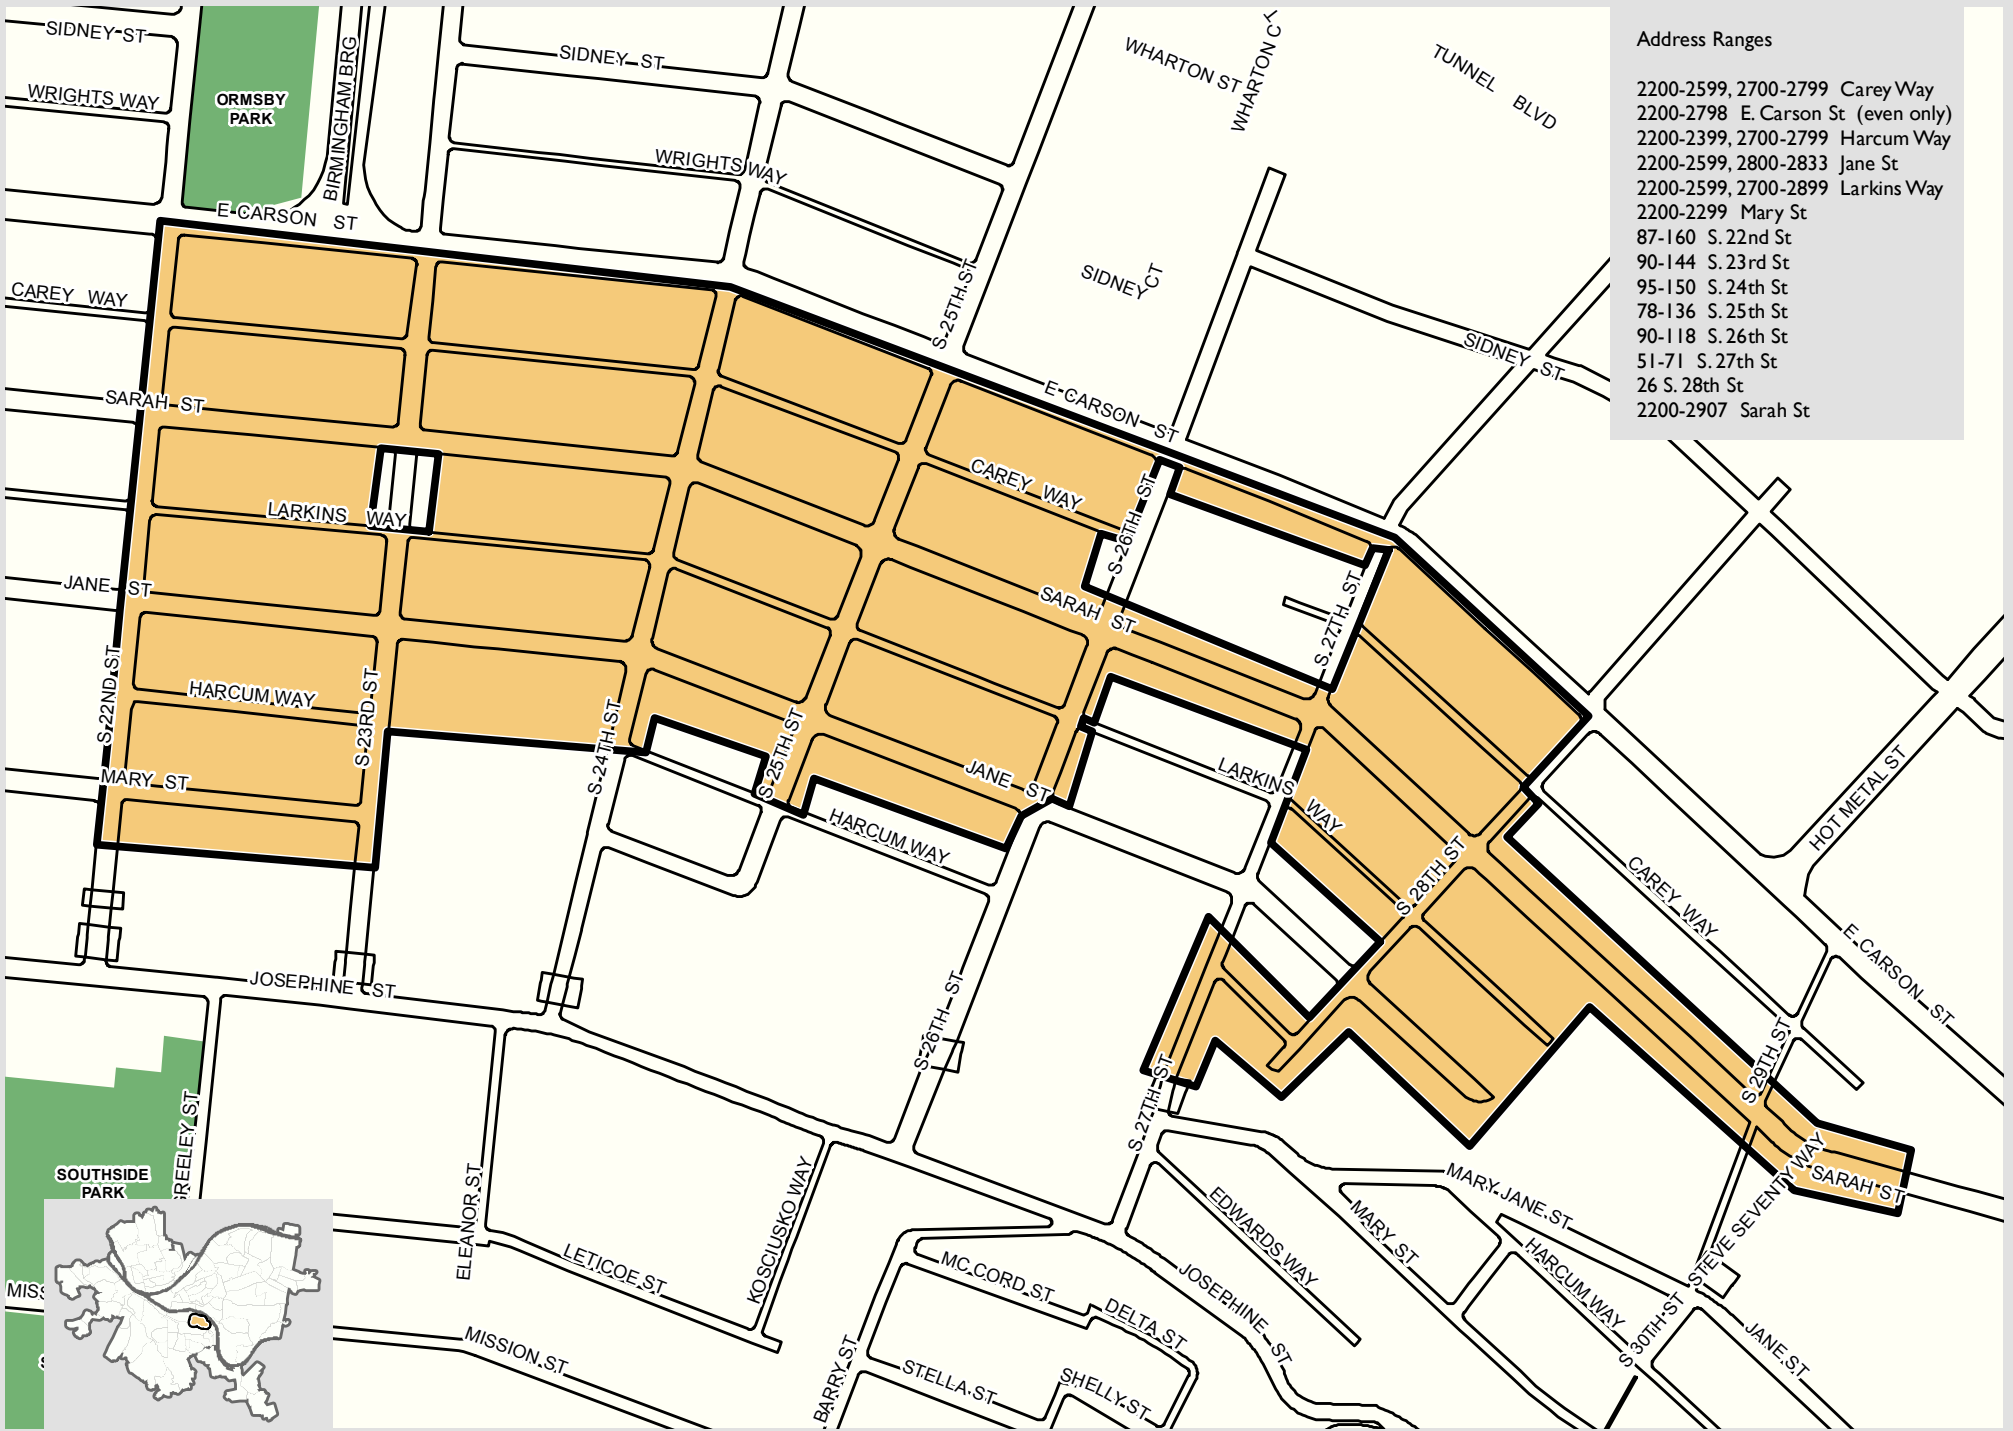 Address Ranges
2200-2599, 2700-2799 Carey Way
2200-2798 E. Carson St (even only)
2200-2399, 2700-2799 Harcum Way
2200-2599, 2800-2833 Jane St
2200-2599, 2700-2899 Larkins Way
2200-2299 Mary St
87-160 S. 22nd St
90-144 S. 23rd St
95-150 S. 24th St
78-136 S. 25th St
90-118 S. 26th St
51-71 S. 27th St
26 S. 28th St
2200-2907 Sarah St
SIDNEY ST
SIDNEY ST
WHARTON ST
WHARTON CT
TUNNEL BLVD
WRIGHTS WAY
ORMSBY
PARK
BIRMINGHAM BRG
WRIGHTS WAY
E CARSON ST
CAREY WAY
S 25TH ST
SIDNEY CT
SIDNEY ST
SARAH ST
E CARSON ST
CAREY WAY
S 26TH ST
LARKINS WAY
JANE ST
SARAH ST
S 27TH ST
S 22ND ST
HARCUM WAY
S 23RD ST
S 24TH ST
S 25TH ST
MARY ST
JANE ST
LARKINS WAY
HARCUM WAY
HOT METAL ST
S 28TH ST
CAREY WAY
E CARSON ST
JOSEPHINE ST
S 26TH ST
S 27TH ST
S 29TH ST
GREELEY ST
SOUTHSIDE
PARK
ELEANOR ST
KOSCIUSKO WAY
EDWARDS WAY
MARY JANE ST
MARY ST
HARCUM WAY
STEVE SEVENTY WAY
SARAH ST
LETICOE ST
MC CORD ST
JOSEPHINE ST
DELTA ST
S 30TH ST
JANE ST
MISSION ST
BARRY ST
STELLA ST
SHELLY ST
MISS